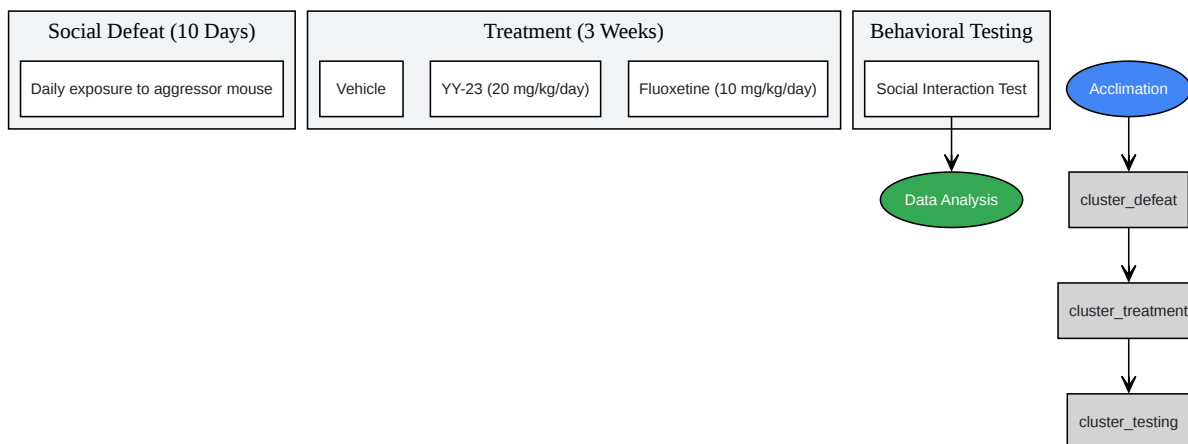 Social Defeat (10 Days)
Daily exposure to aggressor mouse
Treatment (3 Weeks)
Vehicle
YY-23 (20 mg/kg/day)
Fluoxetine (10 mg/kg/day)
Behavioral Testing
Social Interaction Test
Data Analysis
Acclimation
cluster_defeat
cluster_treatment
cluster_testing